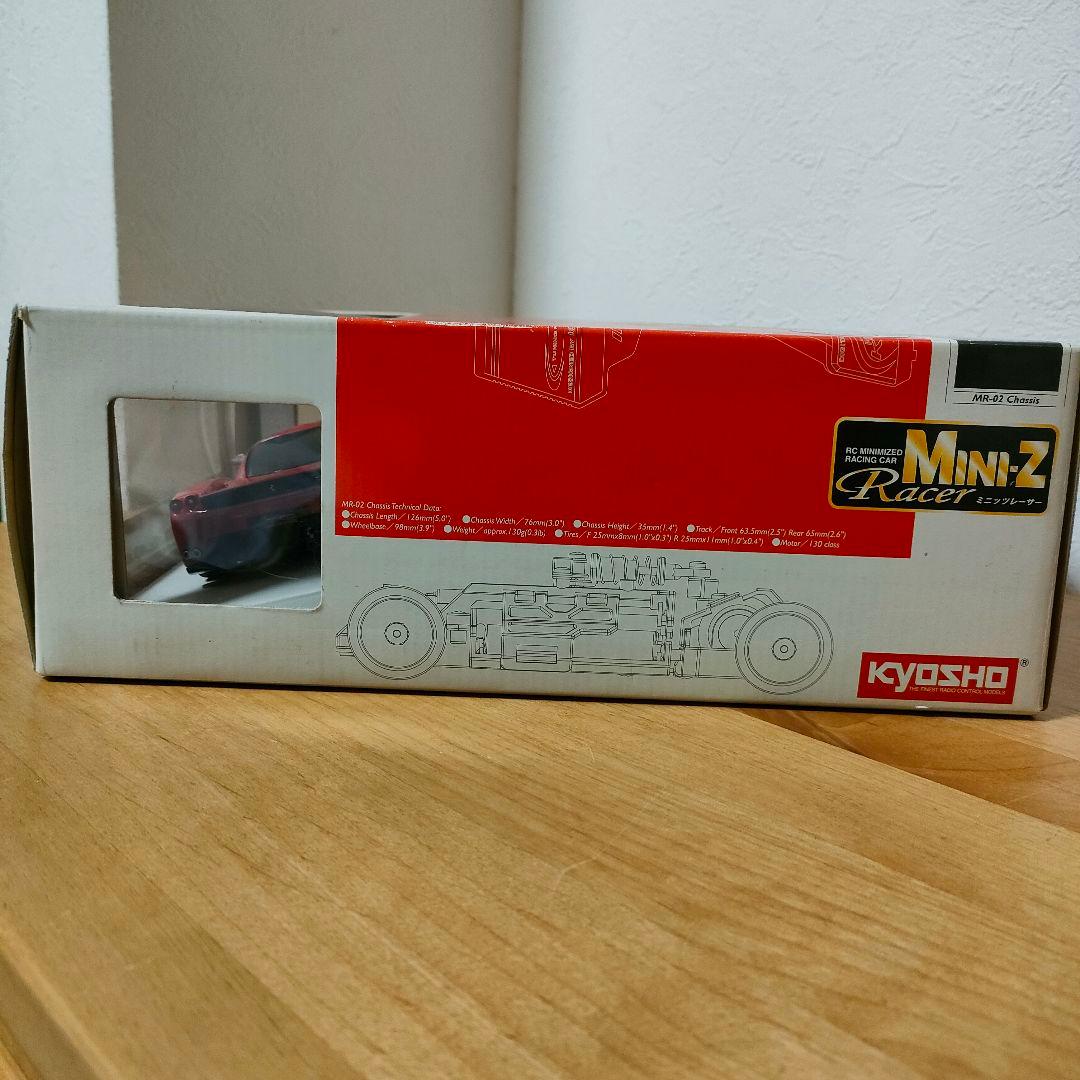 MR-02 Chassis
RC MINIMIZED
RACING CAR
MINI-Z
Racer ミニッツレーサー
MR-02 Chassis Technical Data:
●Chassis Length／126mm(5.0") ●Chassis Width／76mm(3.0") ●Chassis Height／35mm(1.4") ●Track／Front 63.5mm(2.5") Rear 65mm(2.6")
●Wheelbase／98mm(3.9") ●Weight／approx.130g(0.3lb) ●Tires／F 25mmx8mm(1.0"x0.3") R 25mmx11mm(1.0"x0.4") ●Motor／130 class
KYOSHO®
THE FINEST RADIO CONTROL MODELS